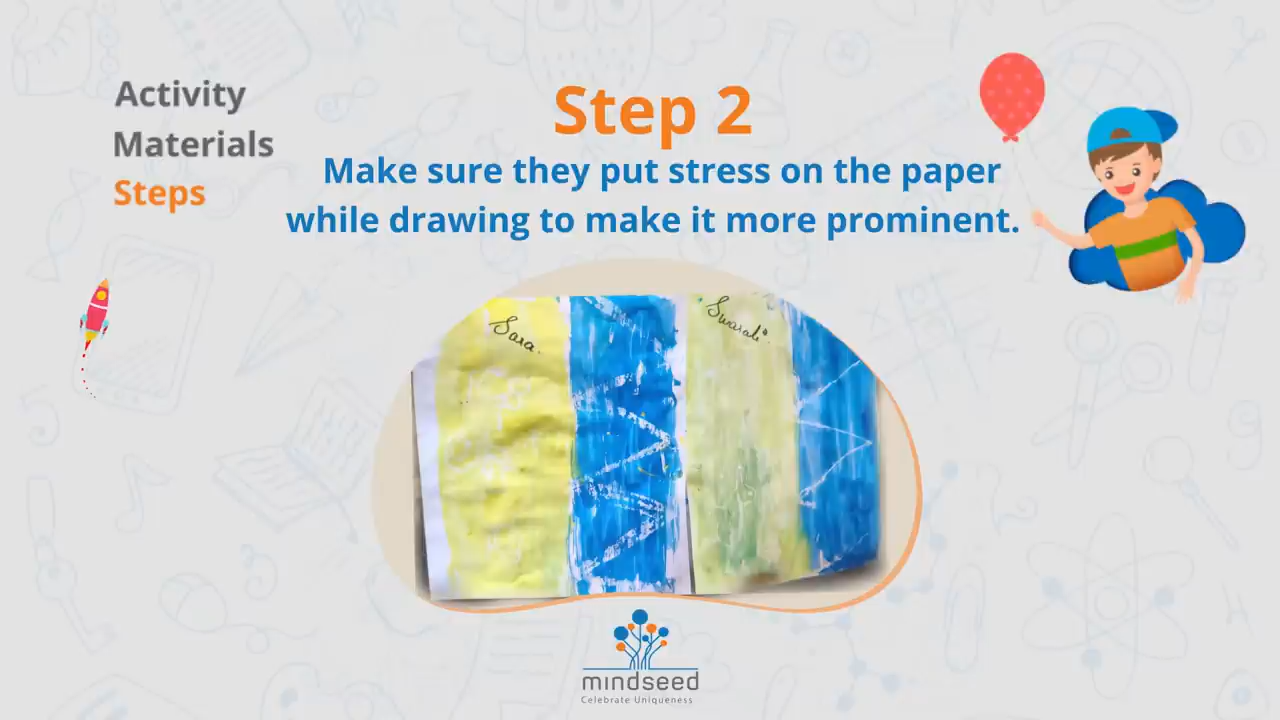 Activity
Materials
Steps
Step 2
Make sure they put stress on the paper
while drawing to make it more prominent.
Sara.
Swarali
mindseed
Celebrate Uniqueness